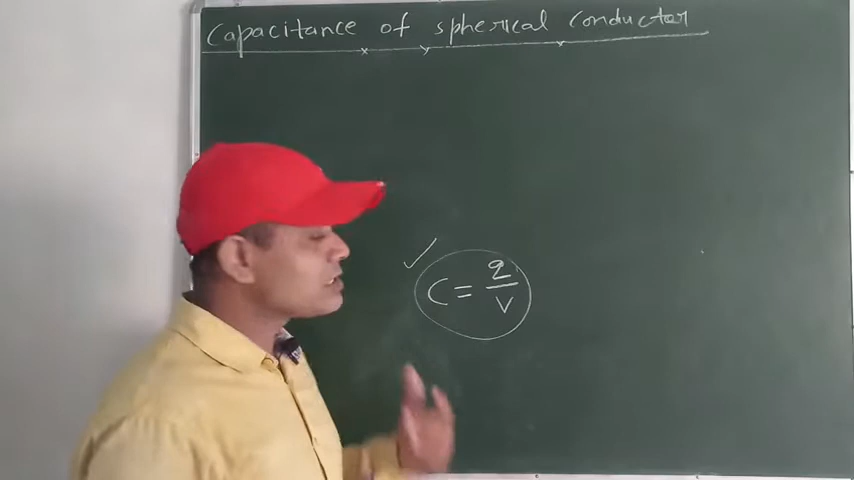 Capacitance of spherical conductor
C = q/v